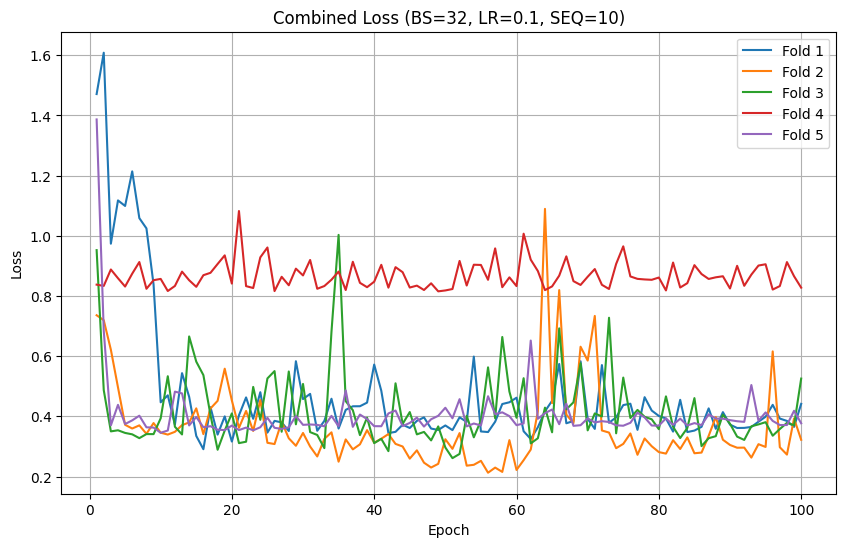 Combined Loss (BS=32, LR=0.1, SEQ=10)
Fold 1
Fold 2
Fold 3
Fold 4
Fold 5
Loss
1.6
1.4
1.2
1.0
0.8
0.6
0.4
0.2
0 20 40 60 80 100
Epoch